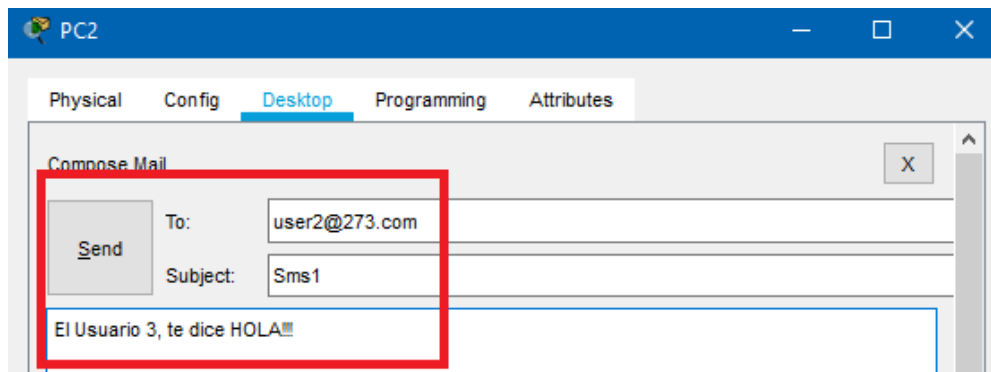 PC2
Physical Config Desktop Programming Attributes
Compose Mail
X
Send
To: user2@273.com
Subject: Sms1
El Usuario 3, te dice HOLA!!!